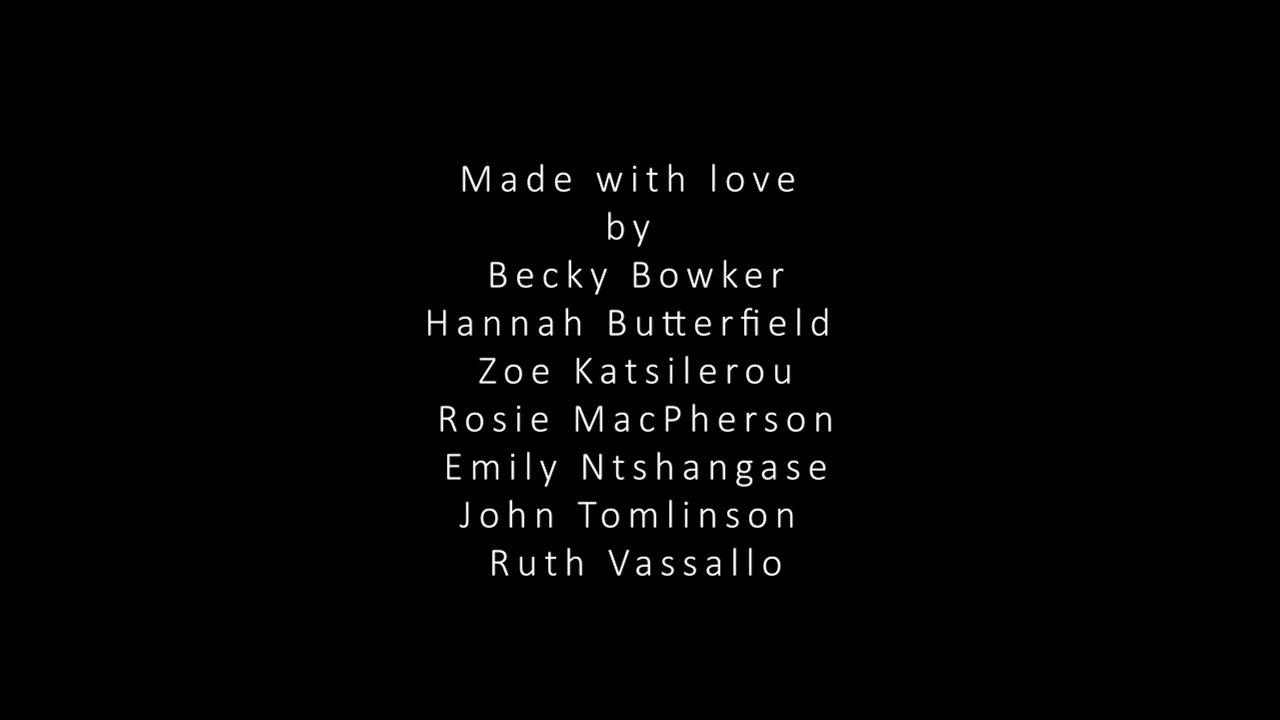 Made with love
by
Becky Bowker
Hannah Butterfield
Zoe Katsilerou
Rosie MacPherson
Emily Ntshangase
John Tomlinson
Ruth Vassallo